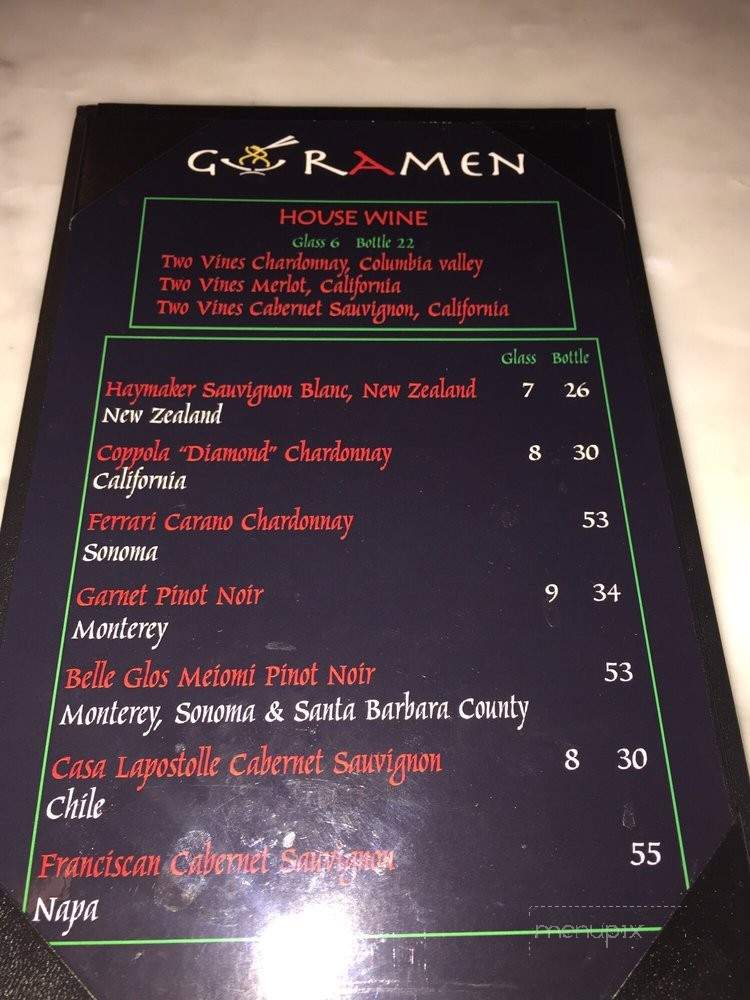 GO RAMEN
HOUSE WINE
Glass 6 Bottle 22
Two Vines Chardonnay, Columbia valley
Two Vines Merlot, California
Two Vines Cabernet Sauvignon, California
Glass Bottle
Haymaker Sauvignon Blanc, New Zealand 7 26
New Zealand
Coppola "Diamond" Chardonnay 8 30
California
Ferrari Carano Chardonnay 53
Sonoma
Garnet Pinot Noir 9 34
Monterey
Belle Glos Meiomi Pinot Noir 53
Monterey, Sonoma & Santa Barbara County
Casa Lapostolle Cabernet Sauvignon 8 30
Chile
Franciscan Cabernet Sauvignon 55
Napa
menupix